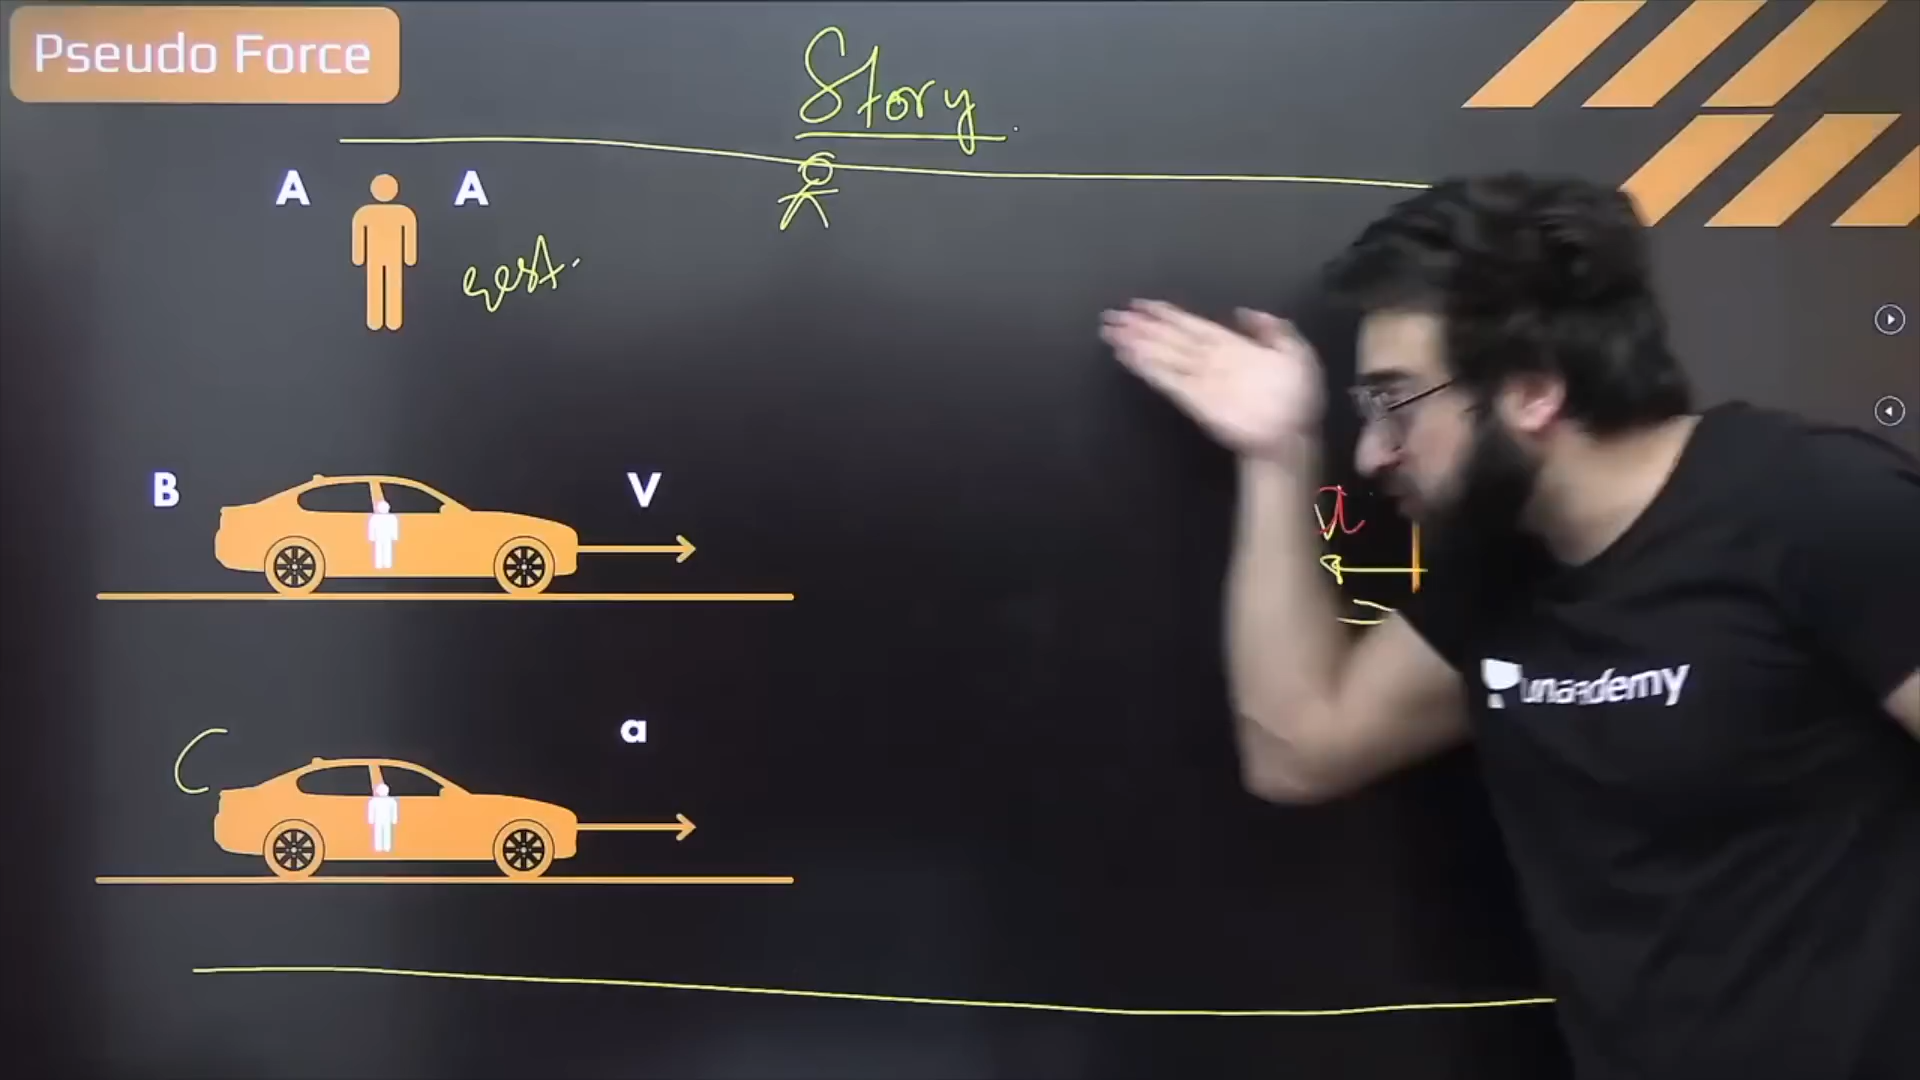 Pseudo Force
Story
A A
rest.
B V
a
C
a
unacademy